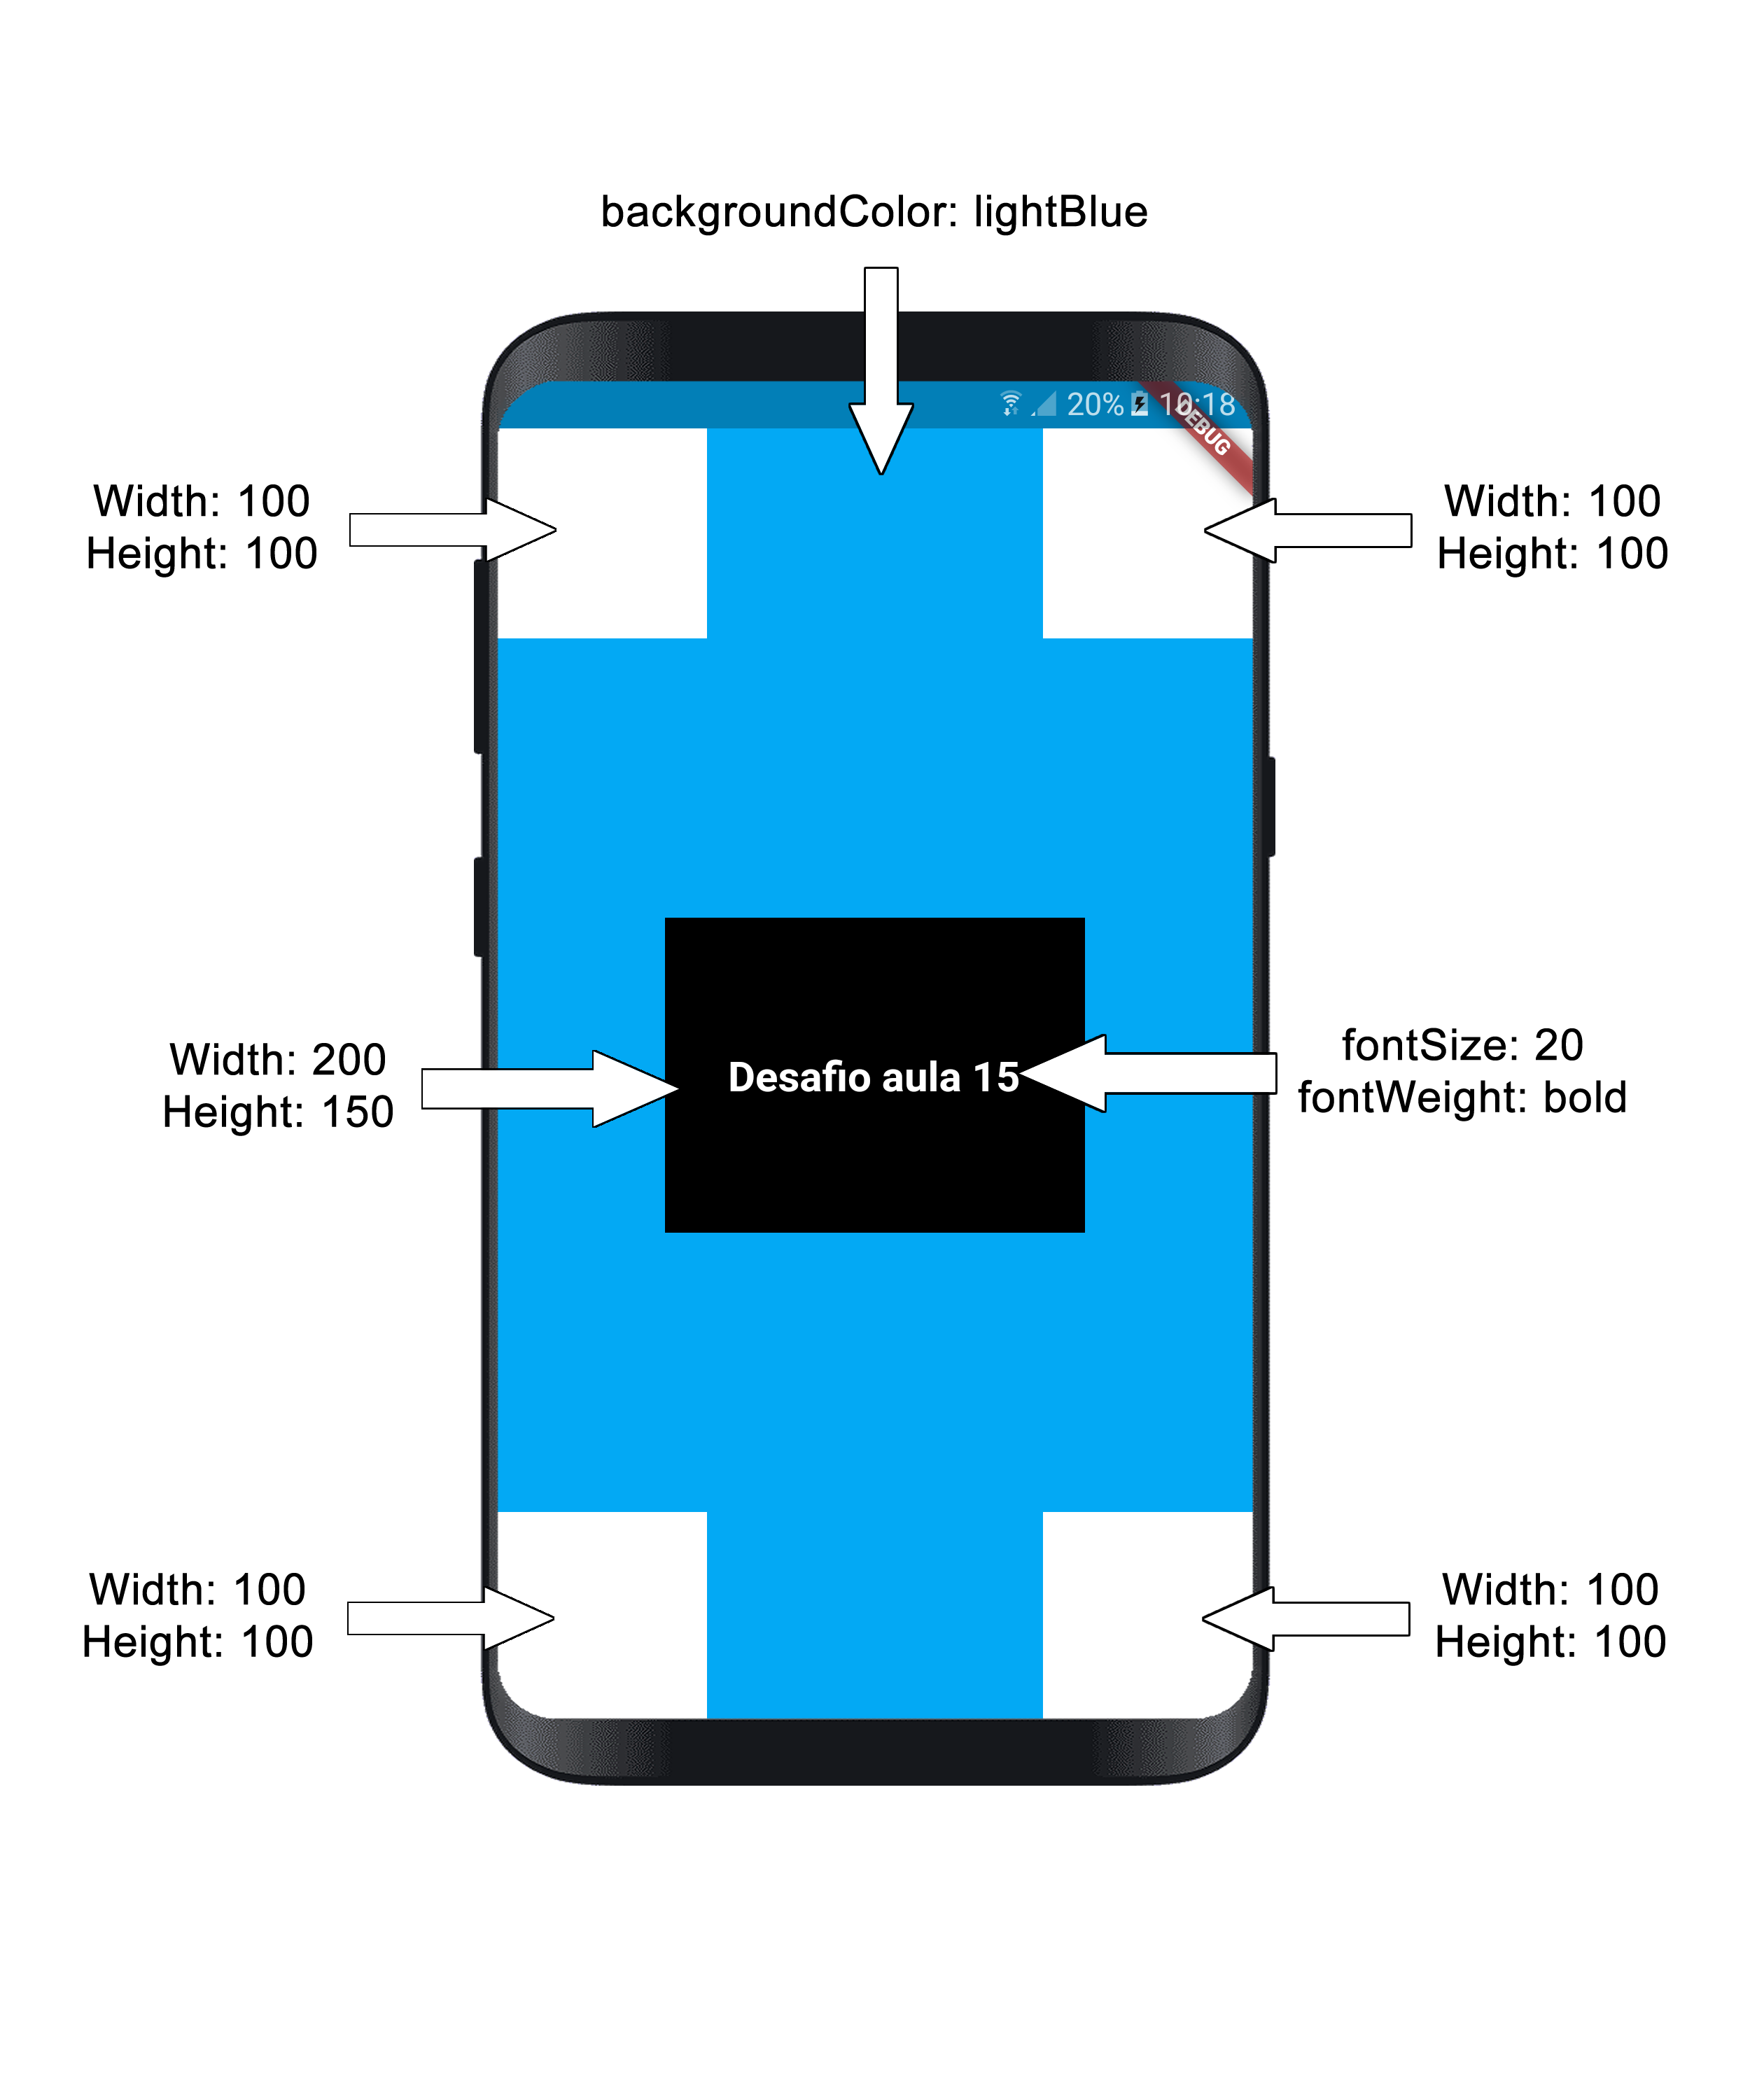 backgroundColor: lightBlue
20% 10:18
DEBUG
Width: 100
Height: 100
Width: 100
Height: 100
Width: 200
Height: 150
Desafio aula 15
fontSize: 20
fontWeight: bold
Width: 100
Height: 100
Width: 100
Height: 100